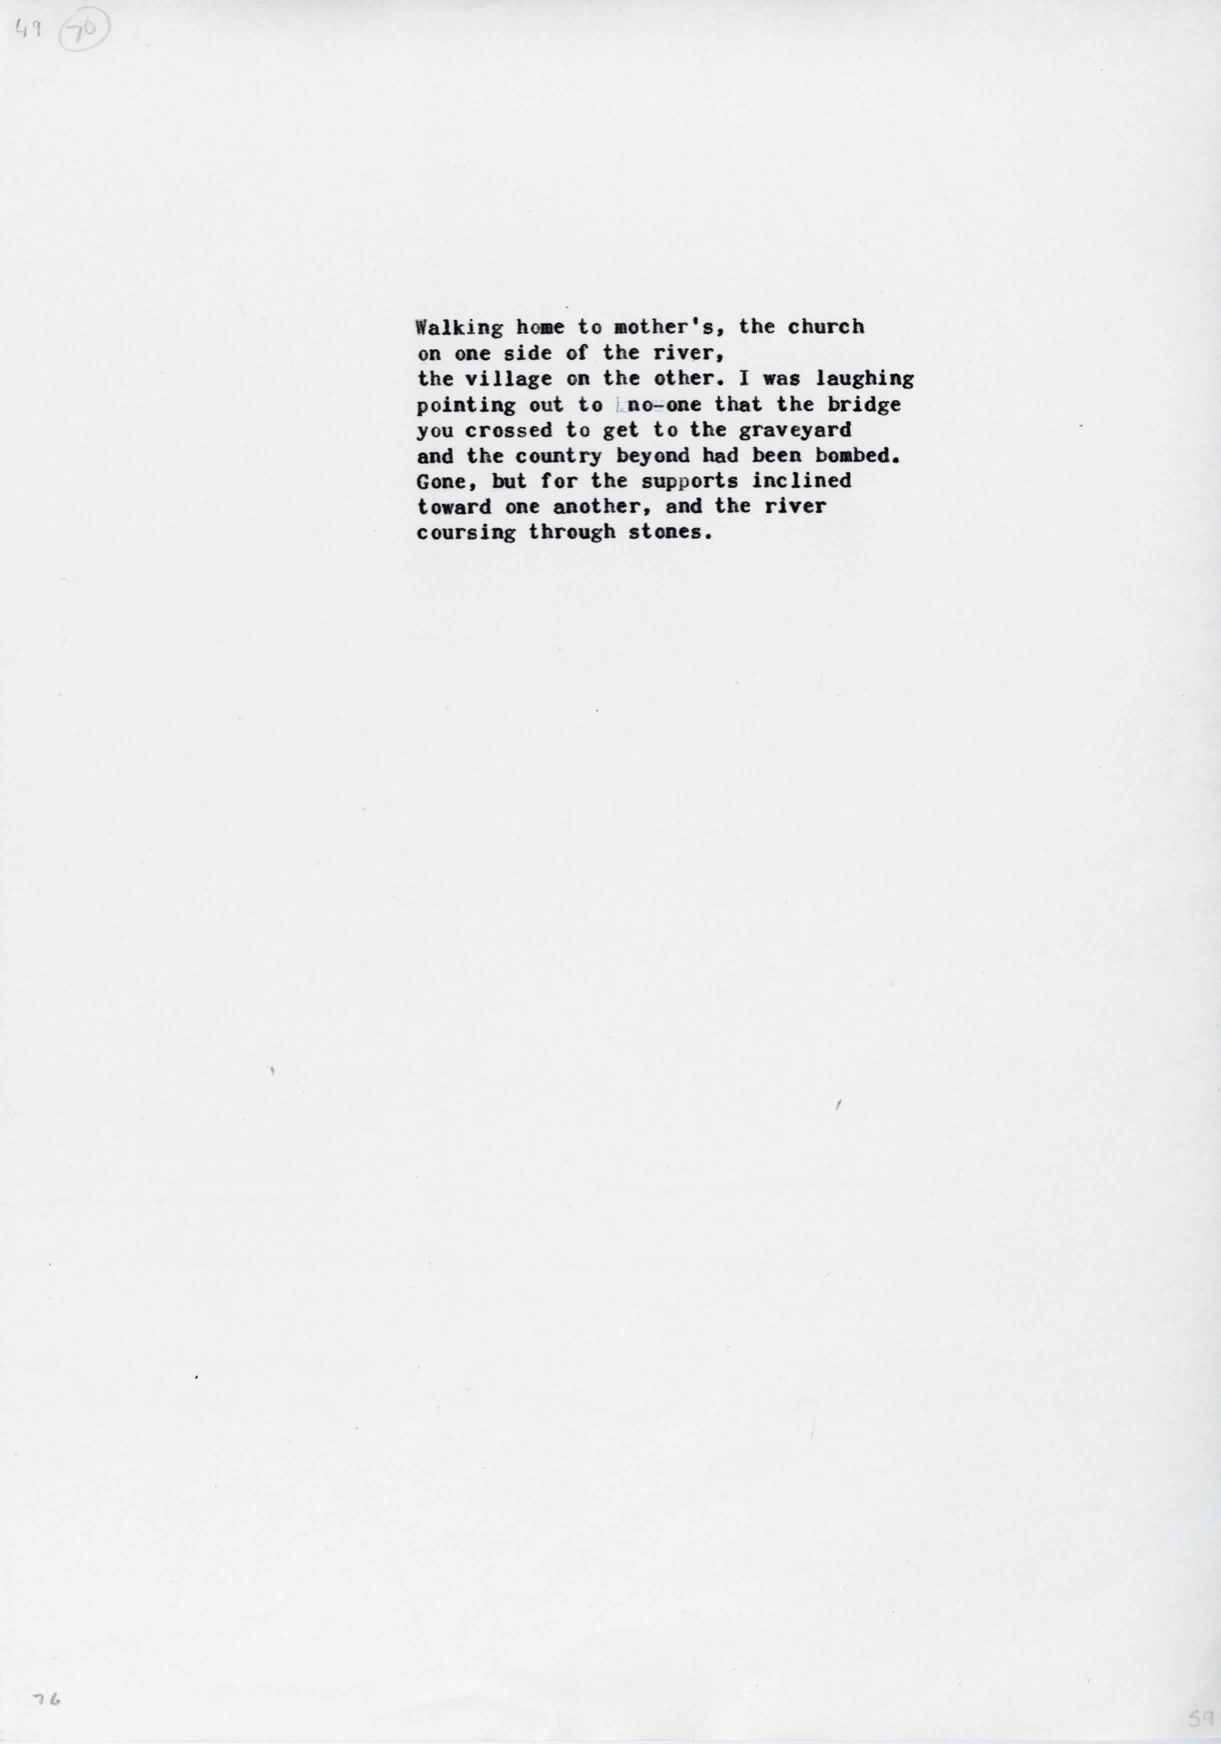 49 70
Walking home to mother's, the church
on one side of the river,
the village on the other. I was laughing
pointing out to no-one that the bridge
you crossed to get to the graveyard
and the country beyond had been bombed.
Gone, but for the supports inclined
toward one another, and the river
coursing through stones.
76
59